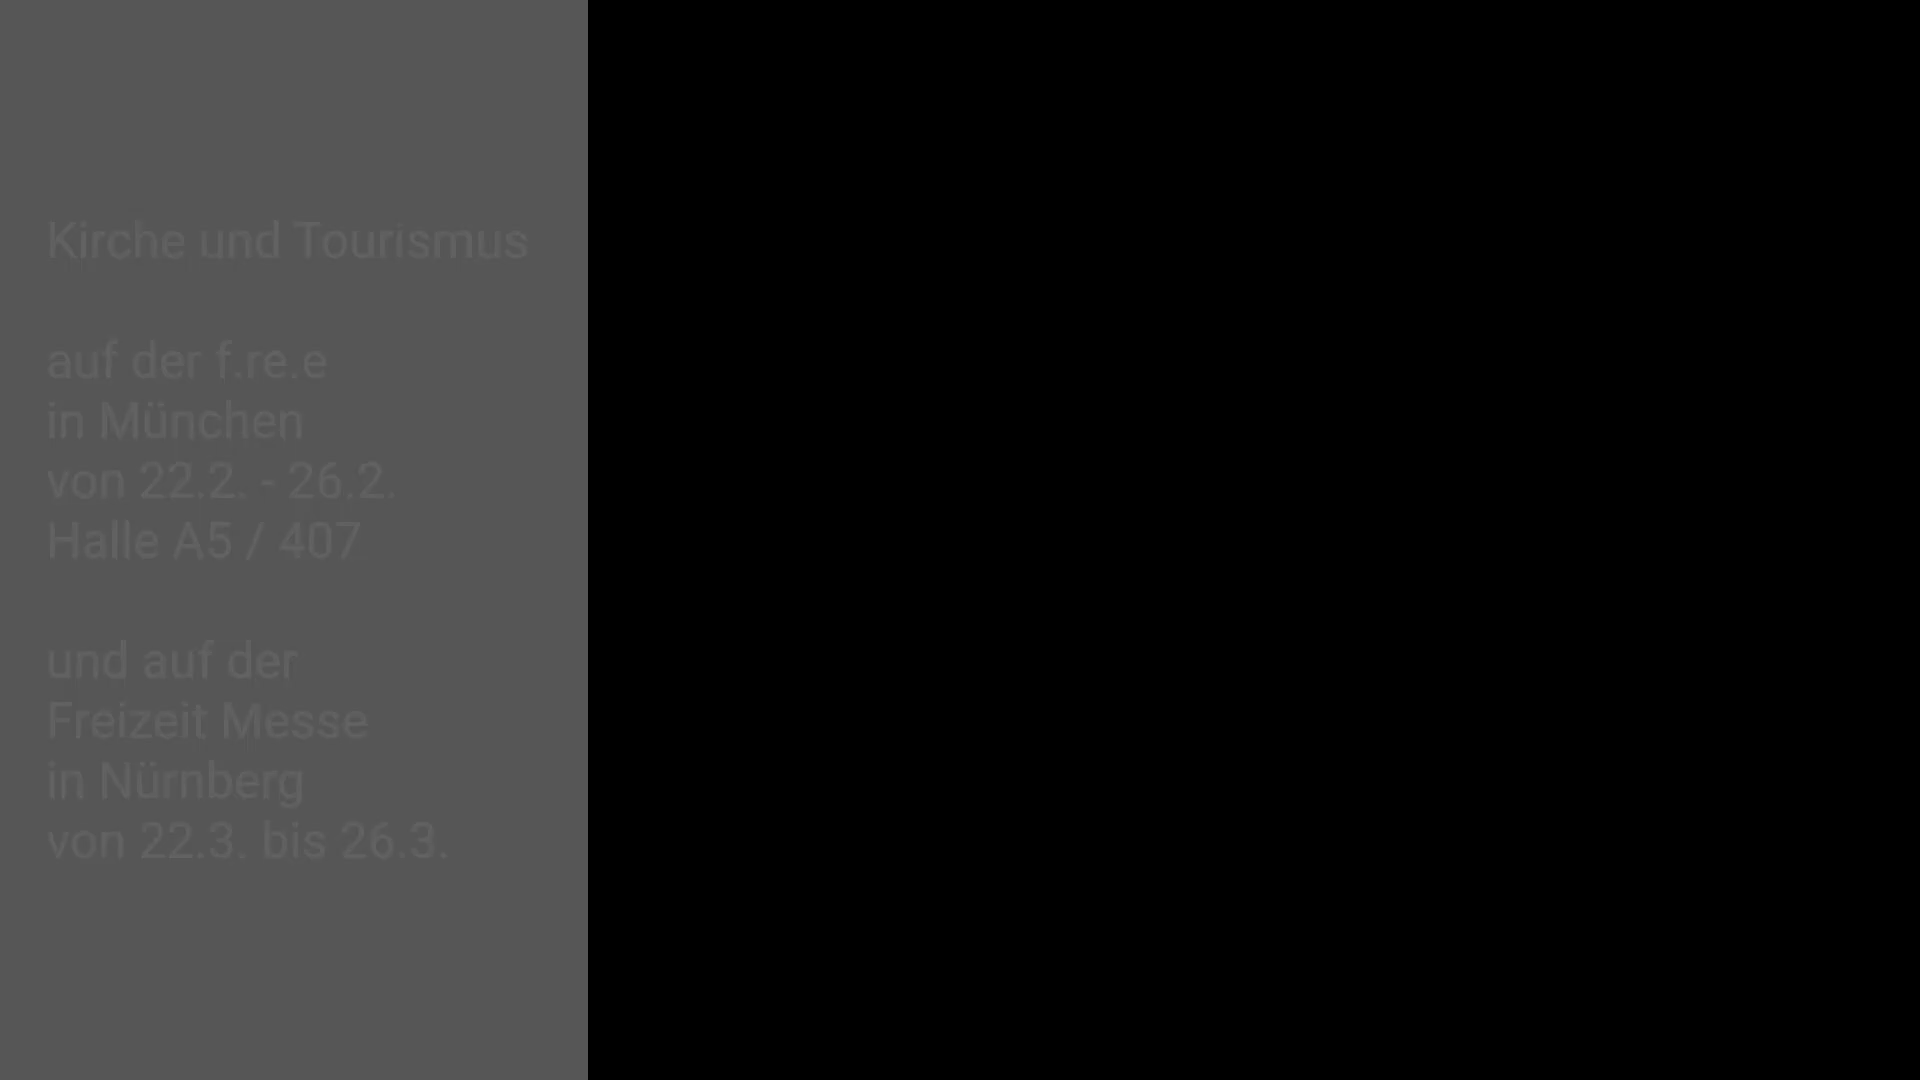 Kirche und Tourismus
auf der f.re.e
in München
von 22.2. - 26.2.
Halle A5 / 407
und auf der
Freizeit Messe
in Nürnberg
von 22.3. bis 26.3.